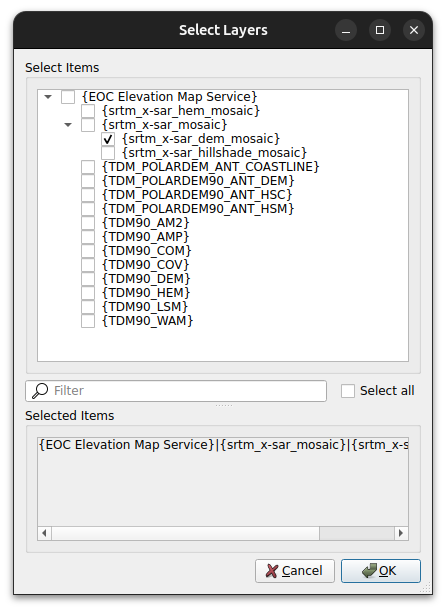 Select Layers
Select Items
{EOC Elevation Map Service}
{srtm_x-sar_hem_mosaic}
{srtm_x-sar_mosaic}
{srtm_x-sar_dem_mosaic}
{srtm_x-sar_hillshade_mosaic}
{TDM_POLARDEM_ANT_COASTLINE}
{TDM_POLARDEM90_ANT_DEM}
{TDM_POLARDEM90_ANT_HSC}
{TDM_POLARDEM90_ANT_HSM}
{TDM90_AM2}
{TDM90_AMP}
{TDM90_COM}
{TDM90_COV}
{TDM90_DEM}
{TDM90_HEM}
{TDM90_LSM}
{TDM90_WAM}
Filter
Select all
Selected Items
{EOC Elevation Map Service}|{srtm_x-sar_mosaic}|{srtm_x-s
Cancel
OK